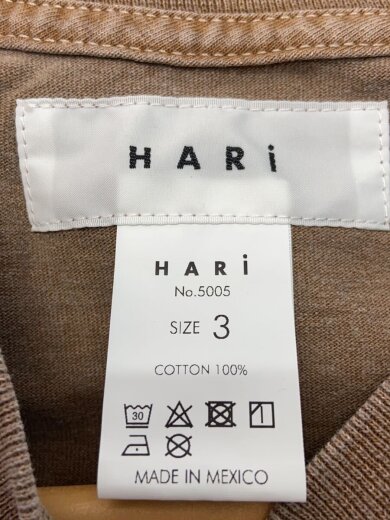 HARi
HARi
No.5005
SIZE 3
COTTON 100%
30
MADE IN MEXICO